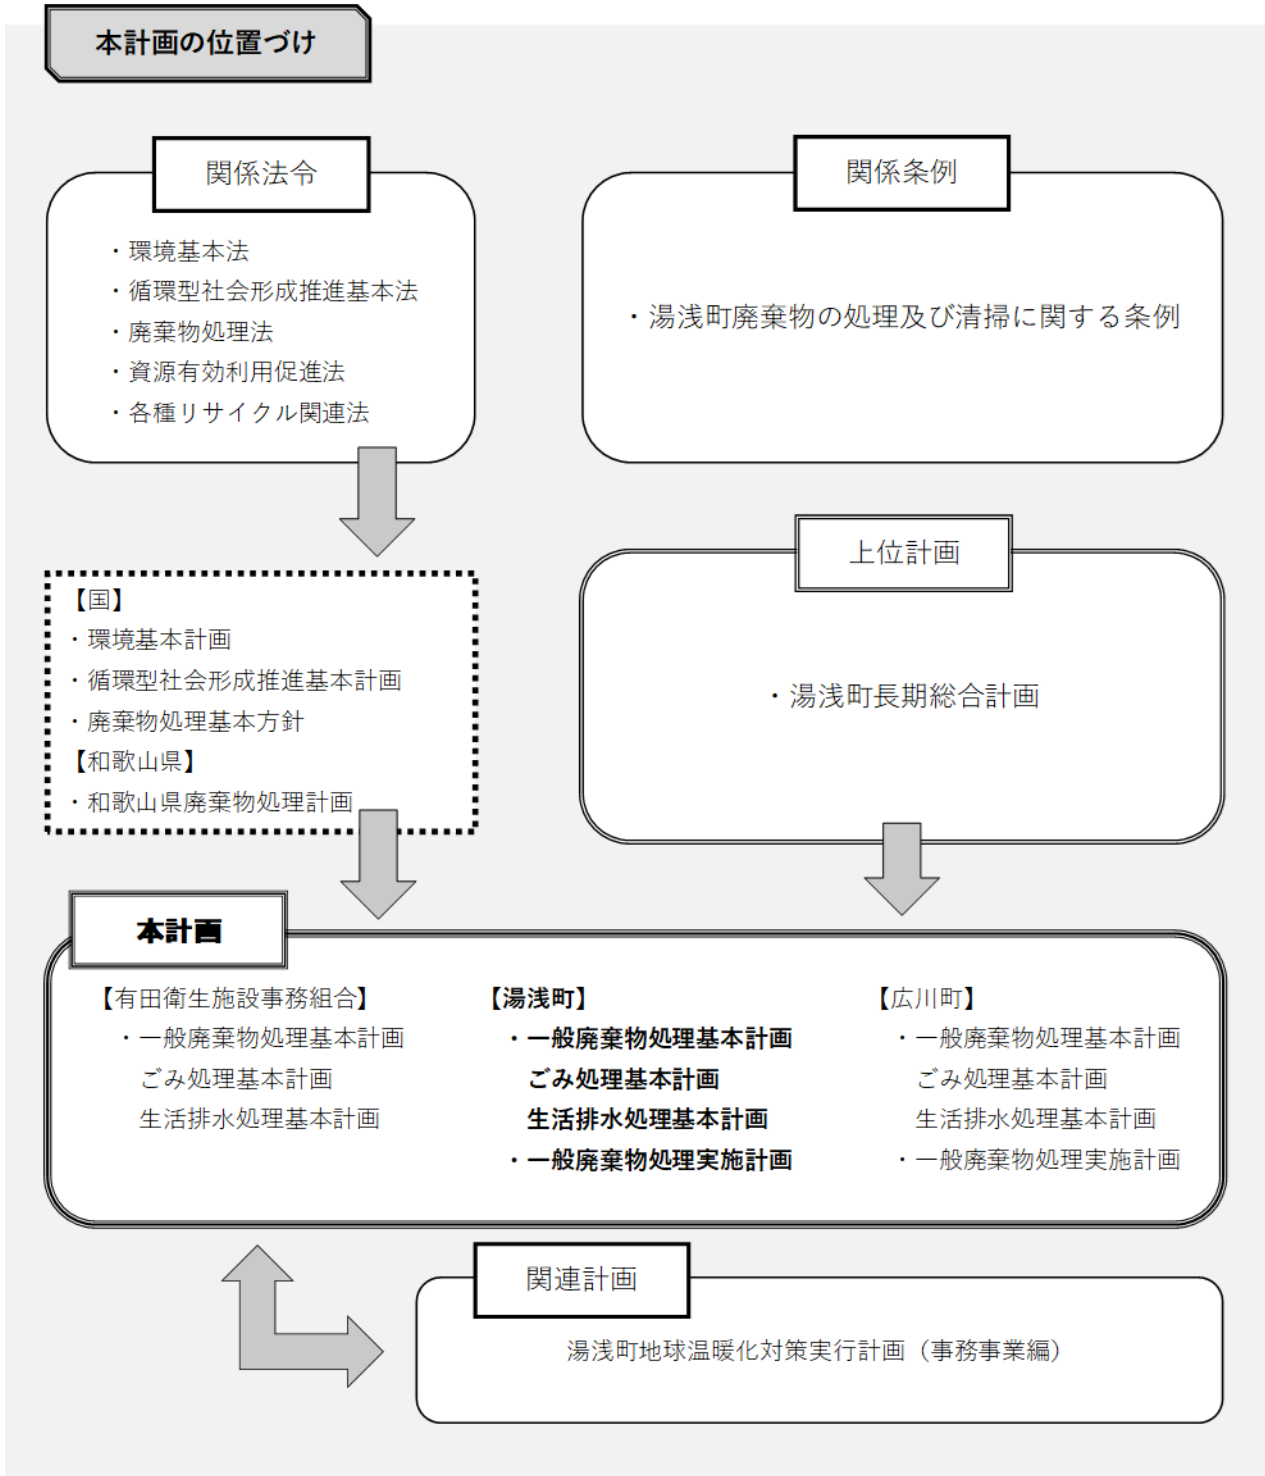 本計画の位置づけ
関係法令
・環境基本法
・循環型社会形成推進基本法
・廃棄物処理法
・資源有効利用促進法
・各種リサイクル関連法
関係条例
・湯浅町廃棄物の処理及び清掃に関する条例
【国】
・環境基本計画
・循環型社会形成推進基本計画
・廃棄物処理基本方針
【和歌山県】
・和歌山県廃棄物処理計画
上位計画
・湯浅町長期総合計画
本計画
【有田衛生施設事務組合】
・一般廃棄物処理基本計画
ごみ処理基本計画
生活排水処理基本計画
【湯浅町】
・一般廃棄物処理基本計画
ごみ処理基本計画
生活排水処理基本計画
・一般廃棄物処理実施計画
【広川町】
・一般廃棄物処理基本計画
ごみ処理基本計画
生活排水処理基本計画
・一般廃棄物処理実施計画
関連計画
湯浅町地球温暖化対策実行計画（事務事業編）